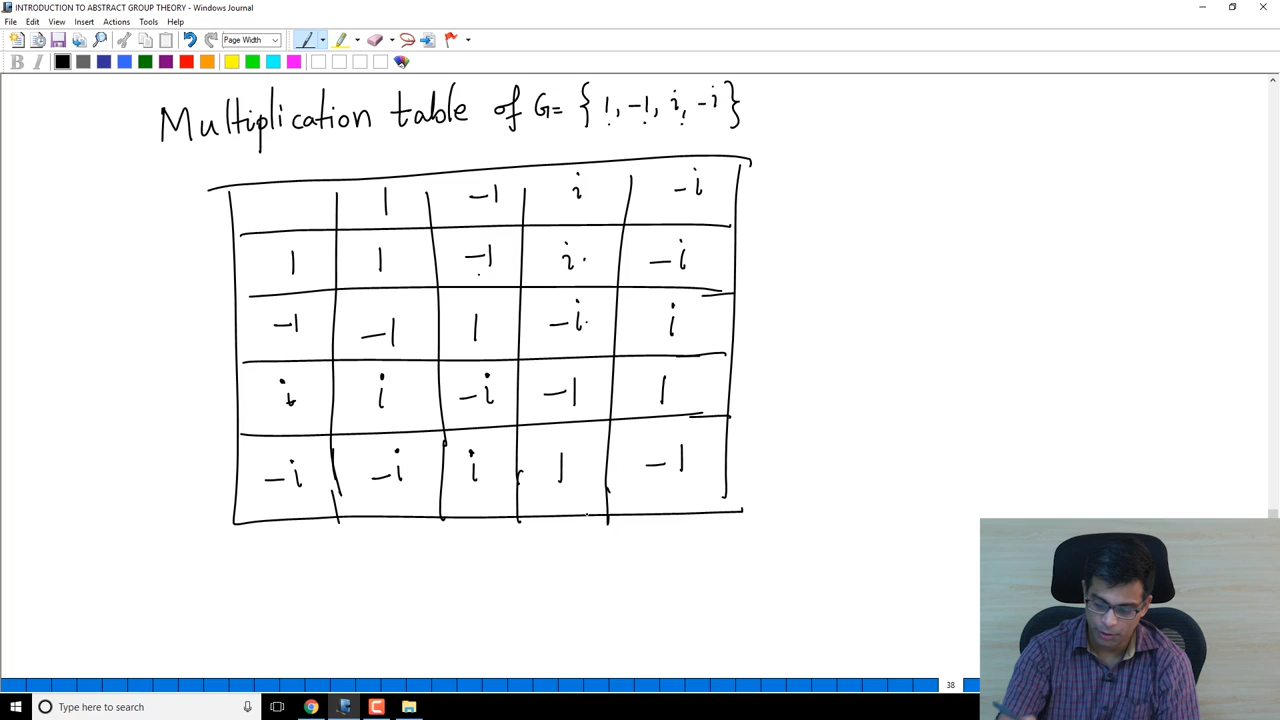 INTRODUCTION TO ABSTRACT GROUP THEORY - Windows Journal
File Edit View Insert Actions Tools Help
Page Width
B I
Multiplication table of G= { 1, -1, i, -i }
1 -1 i -i
1 1 -1 i -i
-1 -1 1 -i i
i i -i -1 1
-i -i i 1 -1
38
Type here to search